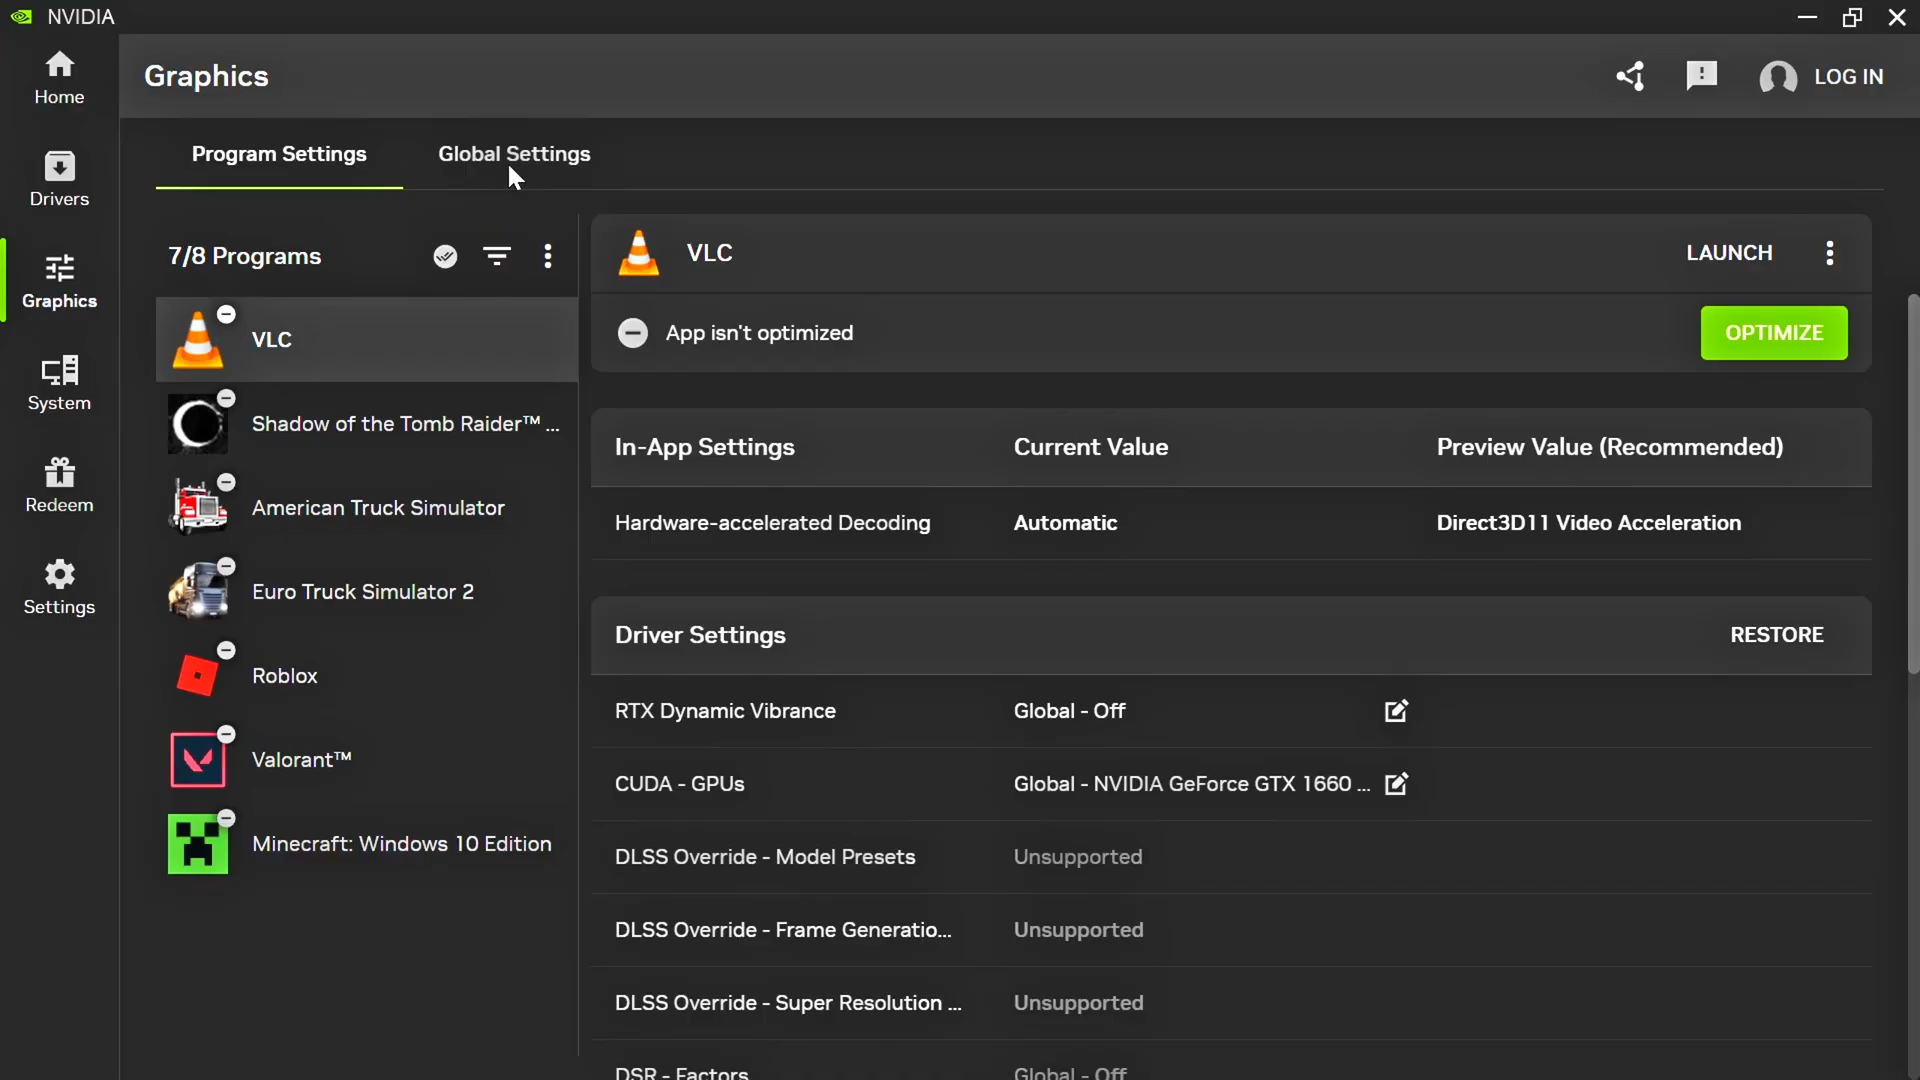 NVIDIA
Home
Drivers
Graphics
System
Redeem
Settings
Graphics
LOG IN
Program Settings
Global Settings
7/8 Programs
VLC
Shadow of the Tomb Raider™ ...
American Truck Simulator
Euro Truck Simulator 2
Roblox
Valorant™
Minecraft: Windows 10 Edition
VLC
LAUNCH
App isn't optimized
OPTIMIZE
In-App Settings Current Value Preview Value (Recommended)
Hardware-accelerated Decoding Automatic Direct3D11 Video Acceleration
Driver Settings RESTORE
RTX Dynamic Vibrance Global - Off
CUDA - GPUs Global - NVIDIA GeForce GTX 1660 ...
DLSS Override - Model Presets Unsupported
DLSS Override - Frame Generatio... Unsupported
DLSS Override - Super Resolution ... Unsupported
DSR - Factors Global - Off